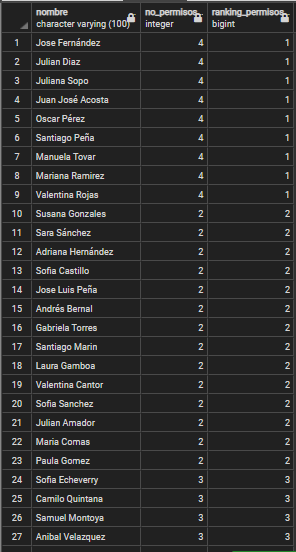 nombre no_permisos ranking_permisos
character varying (100) integer bigint
1 Jose Fernández 4 1
2 Julian Diaz 4 1
3 Juliana Sopo 4 1
4 Juan José Acosta 4 1
5 Oscar Pérez 4 1
6 Santiago Peña 4 1
7 Manuela Tovar 4 1
8 Mariana Ramirez 4 1
9 Valentina Rojas 4 1
10 Susana Gonzales 2 2
11 Sara Sánchez 2 2
12 Adriana Hernández 2 2
13 Sofia Castillo 2 2
14 Jose Luis Peña 2 2
15 Andrés Bernal 2 2
16 Gabriela Torres 2 2
17 Santiago Marín 2 2
18 Laura Gamboa 2 2
19 Valentina Cantor 2 2
20 Sofia Sanchez 2 2
21 Julian Amador 2 2
22 Maria Comas 2 2
23 Paula Gomez 2 2
24 Sofia Echeverry 3 3
25 Camilo Quintana 3 3
26 Samuel Montoya 3 3
27 Anibal Velazquez 3 3